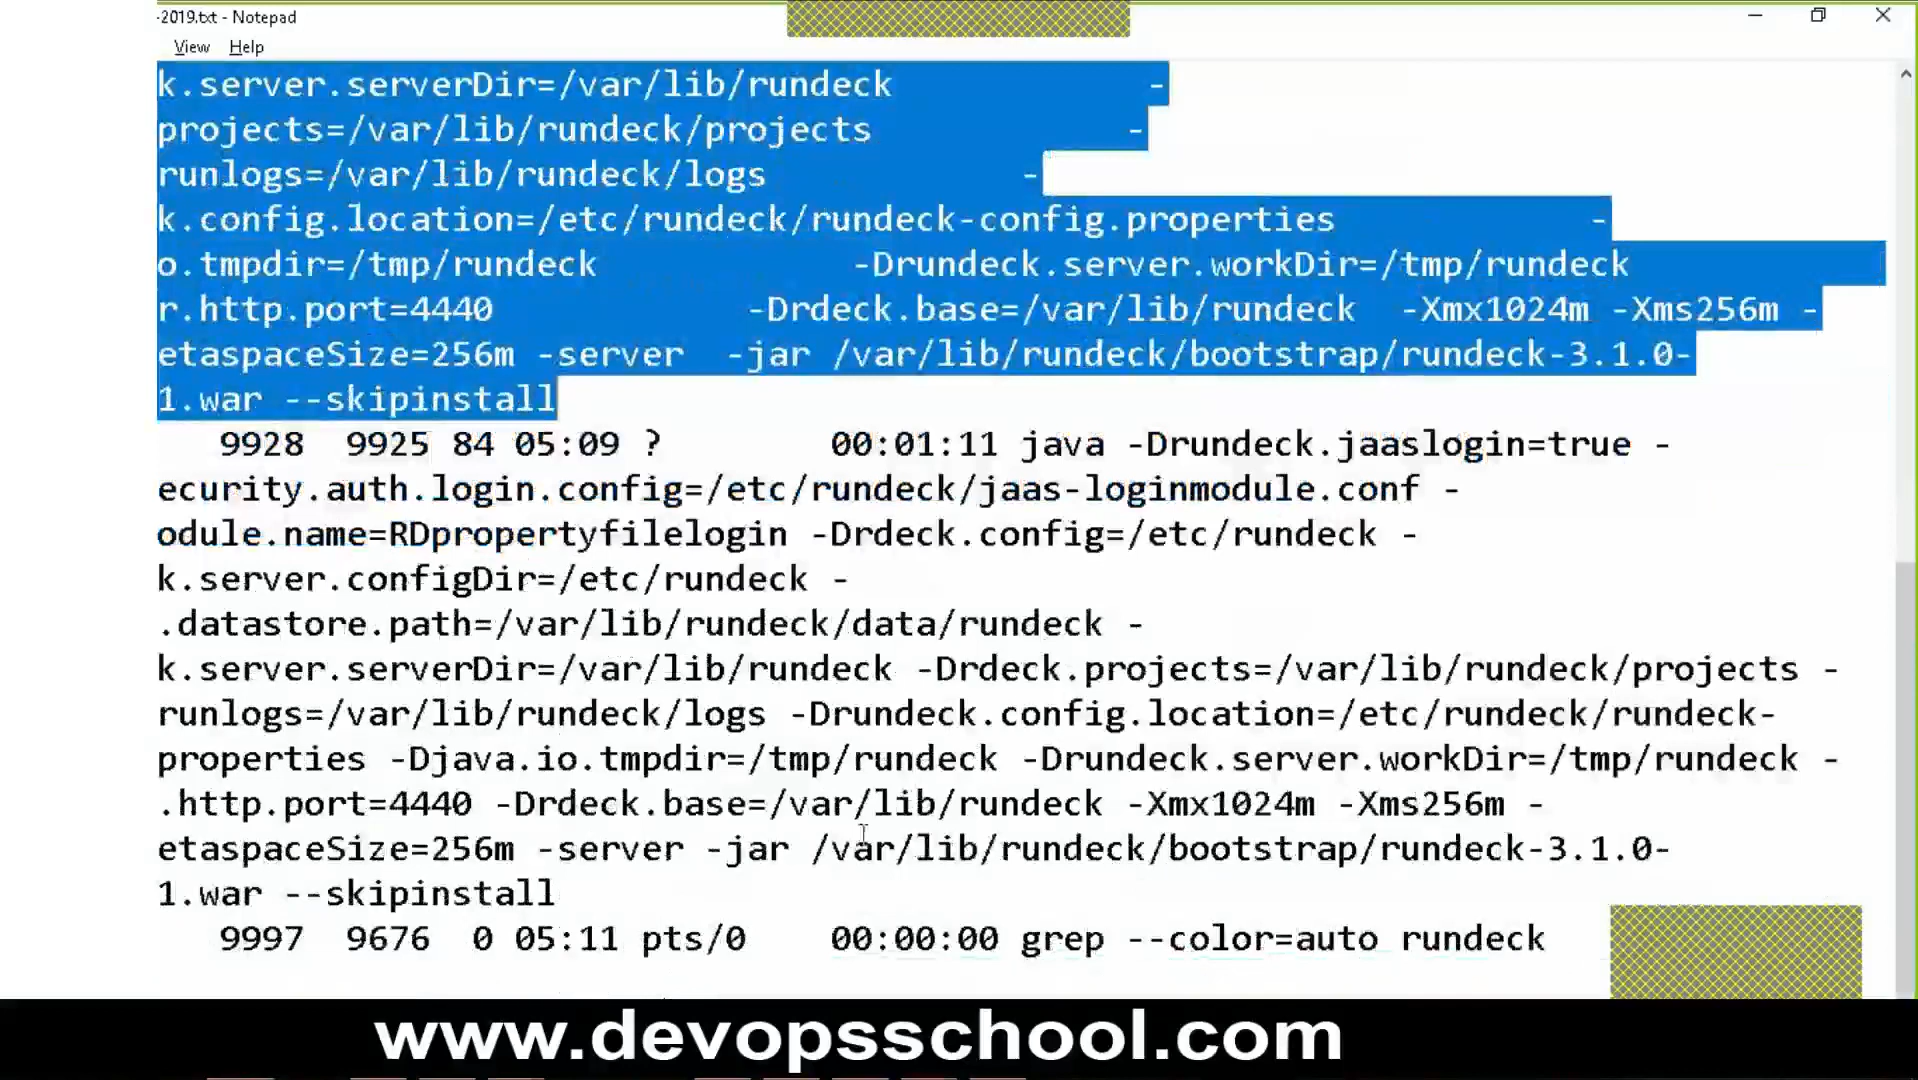 -2019.txt - Notepad
View Help
k.server.serverDir=/var/lib/rundeck -
projects=/var/lib/rundeck/projects -
runlogs=/var/lib/rundeck/logs -
k.config.location=/etc/rundeck/rundeck-config.properties -
o.tmpdir=/tmp/rundeck -Drundeck.server.workDir=/tmp/rundeck
r.http.port=4440 -Drdeck.base=/var/lib/rundeck -Xmx1024m -Xms256m -
etaspaceSize=256m -server -jar /var/lib/rundeck/bootstrap/rundeck-3.1.0-
1.war --skipinstall
9928 9925 84 05:09 ? 00:01:11 java -Drundeck.jaaslogin=true -
ecurity.auth.login.config=/etc/rundeck/jaas-loginmodule.conf -
odule.name=RDpropertyfilelogin -Drdeck.config=/etc/rundeck -
k.server.configDir=/etc/rundeck -
.datastore.path=/var/lib/rundeck/data/rundeck -
k.server.serverDir=/var/lib/rundeck -Drdeck.projects=/var/lib/rundeck/projects -
runlogs=/var/lib/rundeck/logs -Drundeck.config.location=/etc/rundeck/rundeck-
properties -Djava.io.tmpdir=/tmp/rundeck -Drundeck.server.workDir=/tmp/rundeck -
.http.port=4440 -Drdeck.base=/var/lib/rundeck -Xmx1024m -Xms256m -
etaspaceSize=256m -server -jar /var/lib/rundeck/bootstrap/rundeck-3.1.0-
1.war --skipinstall
9997 9676 0 05:11 pts/0 00:00:00 grep --color=auto rundeck
www.devopsschool.com